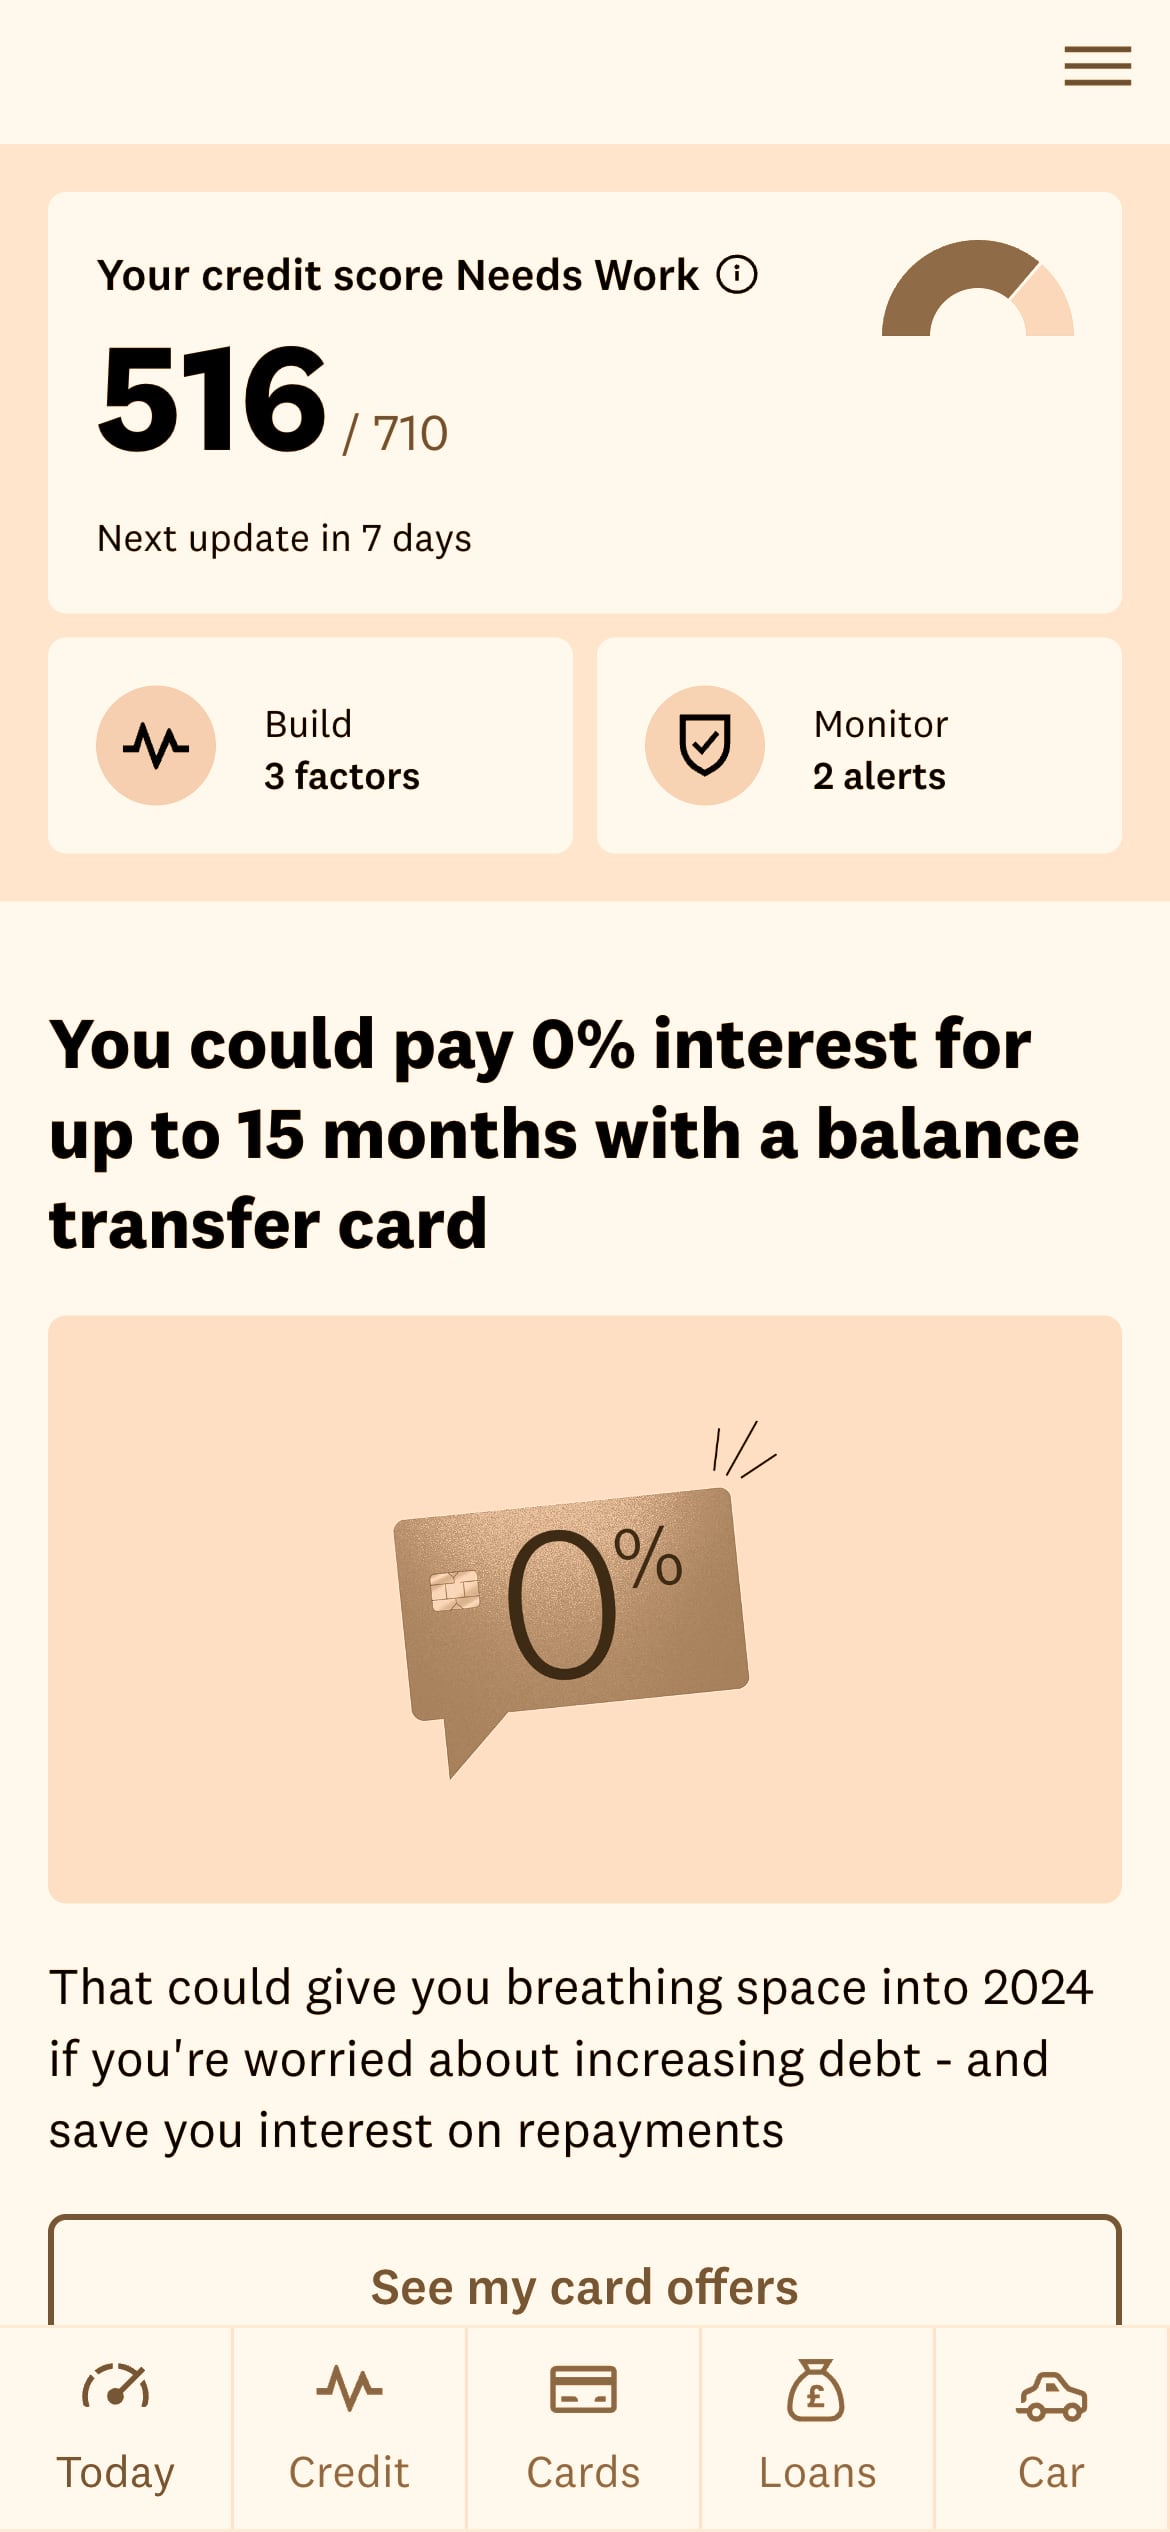 Your credit score Needs Work
516 / 710
Next update in 7 days
Build
3 factors
Monitor
2 alerts
You could pay 0% interest for
up to 15 months with a balance
transfer card
0%
That could give you breathing space into 2024
if you're worried about increasing debt - and
save you interest on repayments
See my card offers
£
Today
Credit
Cards
Loans
Car